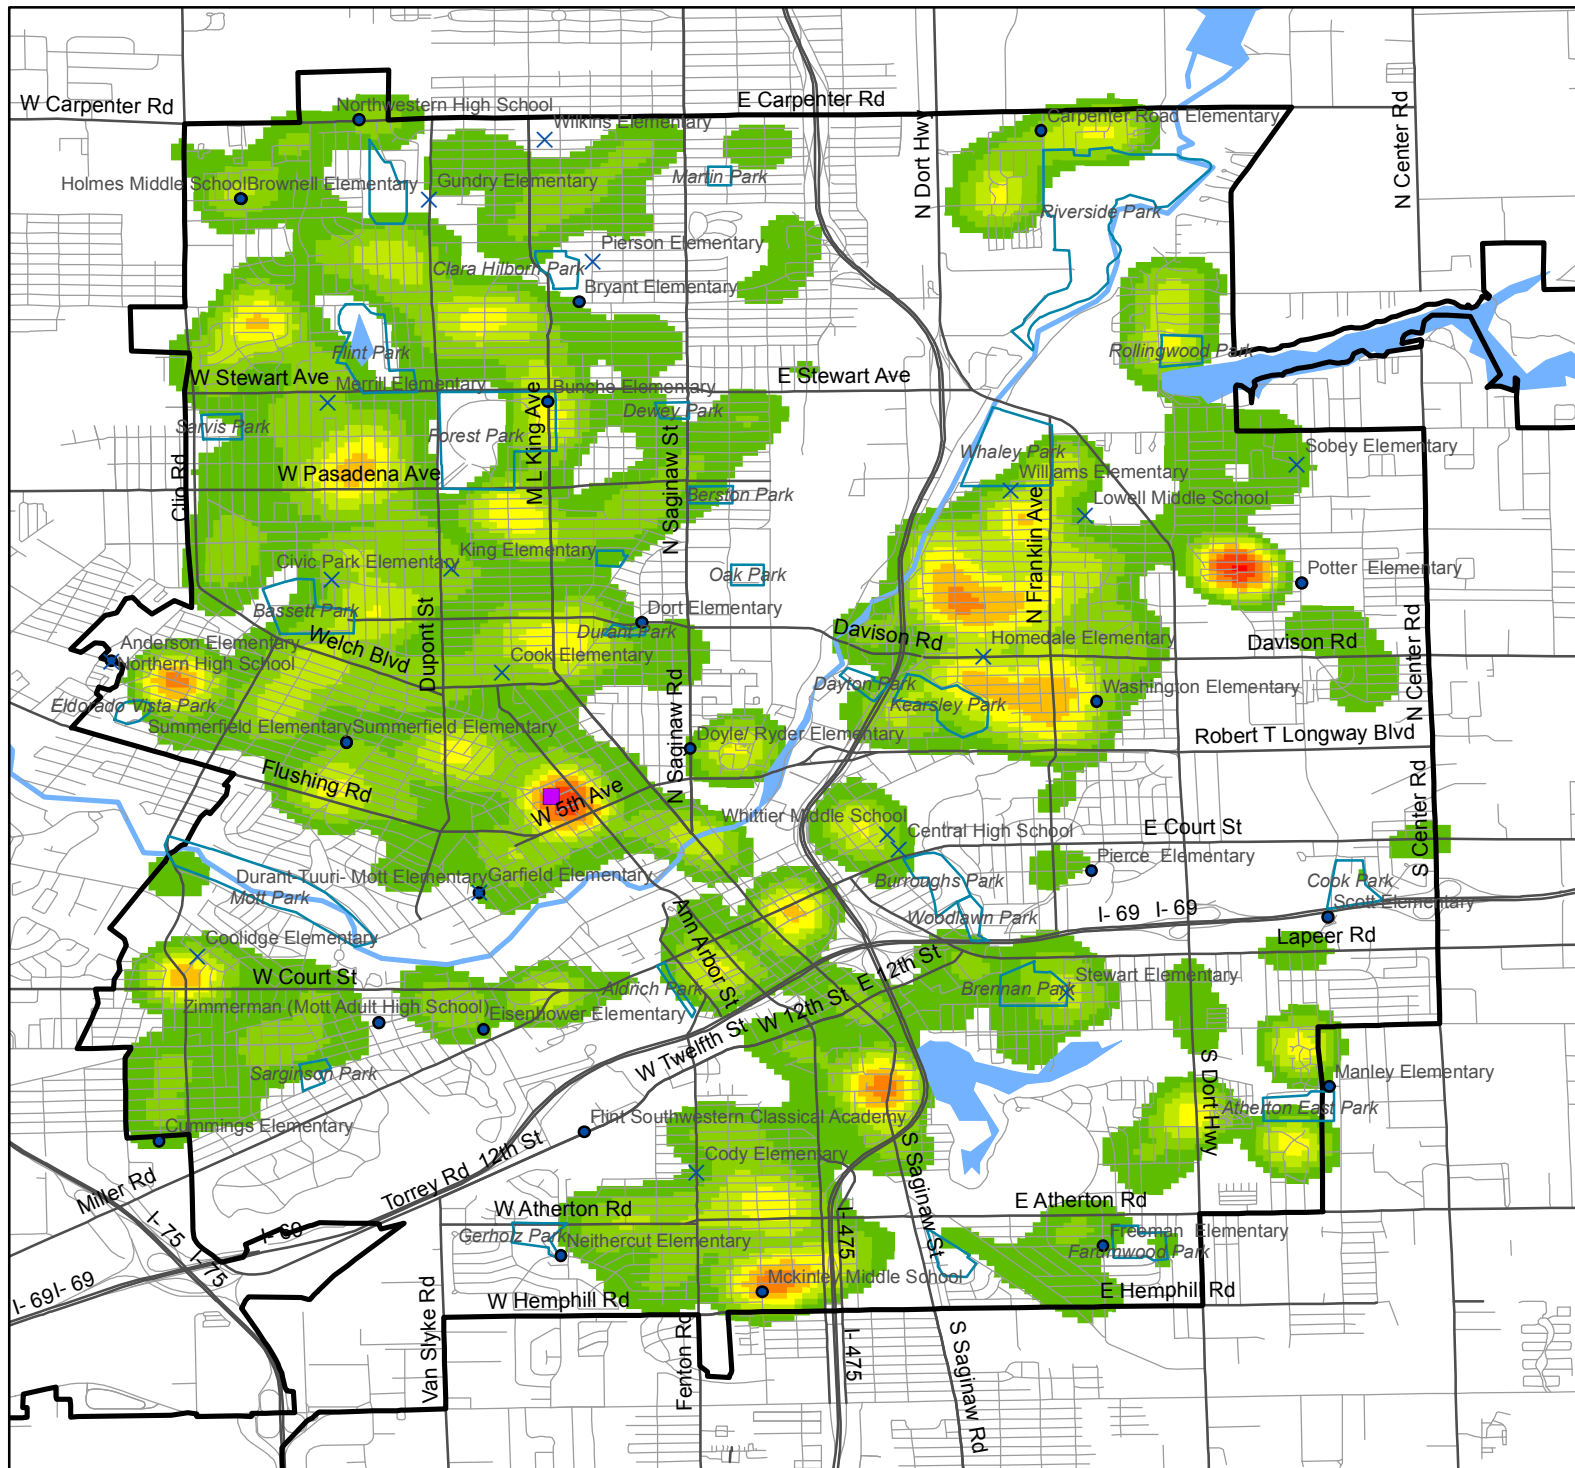 W Carpenter Rd
Northwestern High School
E Carpenter Rd
Wilkins Elementary
Carpenter Road Elementary
N Dort Hwy
N Center Rd
Holmes Middle School
Brownell Elementary
Gundry Elementary
Martin Park
Riverside Park
Pierson Elementary
Clara Hilborn Park
Bryant Elementary
Flint Park
Rollingwood Park
W Stewart Ave
Merrill Elementary
Bunche Elementary
E Stewart Ave
Dewey Park
Sarvis Park
Forest Park
M L King Ave
N Saginaw St
Whaley Park
Sobey Elementary
W Pasadena Ave
Williams Elementary
Clio Rd
Berston Park
Lowell Middle School
N Franklin Ave
King Elementary
Civic Park Elementary
Oak Park
Potter Elementary
Bassett Park
Dort Elementary
Durant Park
Davison Rd
Homedale Elementary
Davison Rd
Anderson Elementary
Northern High School
Welch Blvd
Dupont St
Cook Elementary
N Center Rd
Dayton Park
Kearsley Park
Washington Elementary
Eldorado Vista Park
Summerfield Elementary
Summerfield Elementary
N Saginaw Rd
Doyle/ Ryder Elementary
Robert T Longway Blvd
Flushing Rd
W 5th Ave
Whittier Middle School
Central High School
E Court St
S Center Rd
Pierce Elementary
Durant-Tuuri- Mott Elementary
Garfield Elementary
Mott Park
Burroughs Park
Cook Park
Woodlawn Park
I- 69
I- 69
Scott Elementary
Lapeer Rd
Ann Arbor St
Coolidge Elementary
W Court St
E 12th St
Aldrich Park
Brennan Park
Stewart Elementary
Zimmerman (Mott Adult High School)
Eisenhower Elementary
W 12th St
W Twelfth St
Sarginson Park
S Dort Hwy
Manley Elementary
Atherton East Park
Cummings Elementary
Flint Southwestern Classical Academy
12th St
Cody Elementary
S Saginaw St
Miller Rd
Torrey Rd
W Atherton Rd
E Atherton Rd
I- 75
I- 69
I- 75
Gerholz Park
Neithercut Elementary
I- 475
Freeman Elementary
Farumwood Park
Mckinley Middle School
I- 69
I- 69
W Hemphill Rd
E Hemphill Rd
Van Slyke Rd
Fenton Rd
I- 475
S Saginaw Rd